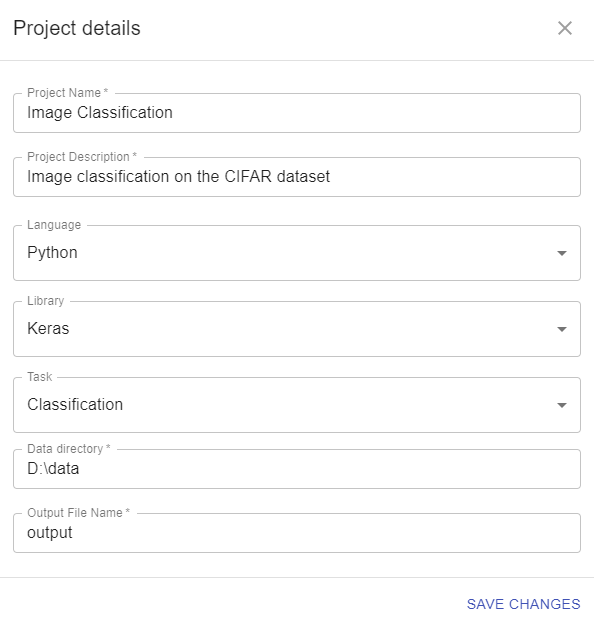 Project details
Project Name *
Image Classification
Project Description *
Image classification on the CIFAR dataset
Language
Python
Library
Keras
Task
Classification
Data directory *
D:\data
Output File Name *
output
SAVE CHANGES